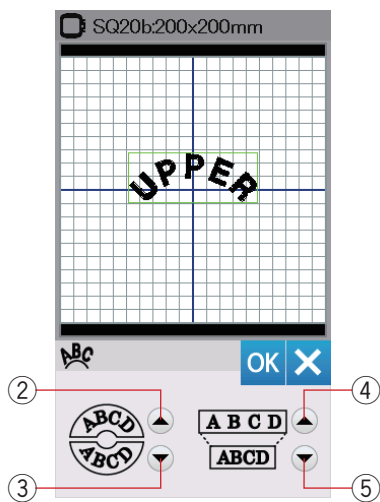 SQ20b:200x200mm
UPPER
ABC
OK
② ④
ABCD
A B C D
ABCD
ABCD
③ ⑤